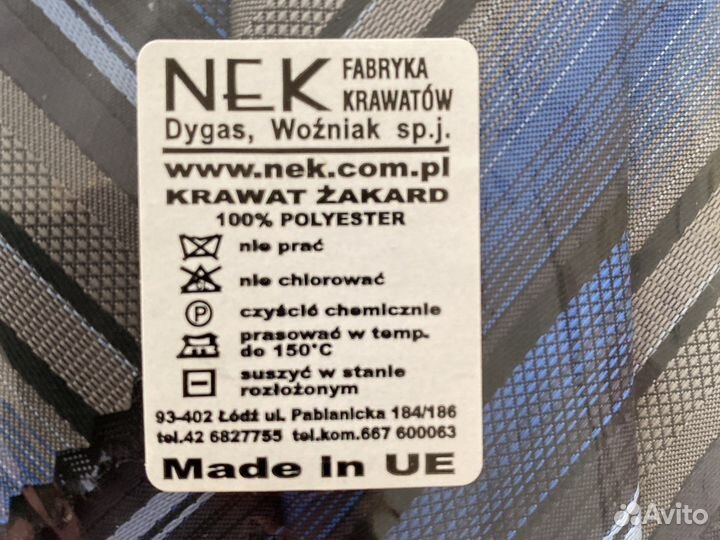 NEK FABRYKA
KRAWATÓW
Dygas, Woźniak sp.j.
www.nek.com.pl
KRAWAT ŻAKARD
100% POLYESTER
nie prać
nie chlorować
P czyścić chemicznie
prasować w temp.
do 150°C
suszyć w stanie
rozłożonym
93-402 Łódź ul. Pabianicka 184/186
tel.42 6827755 tel.kom.667 600063
Made In UE
Avito